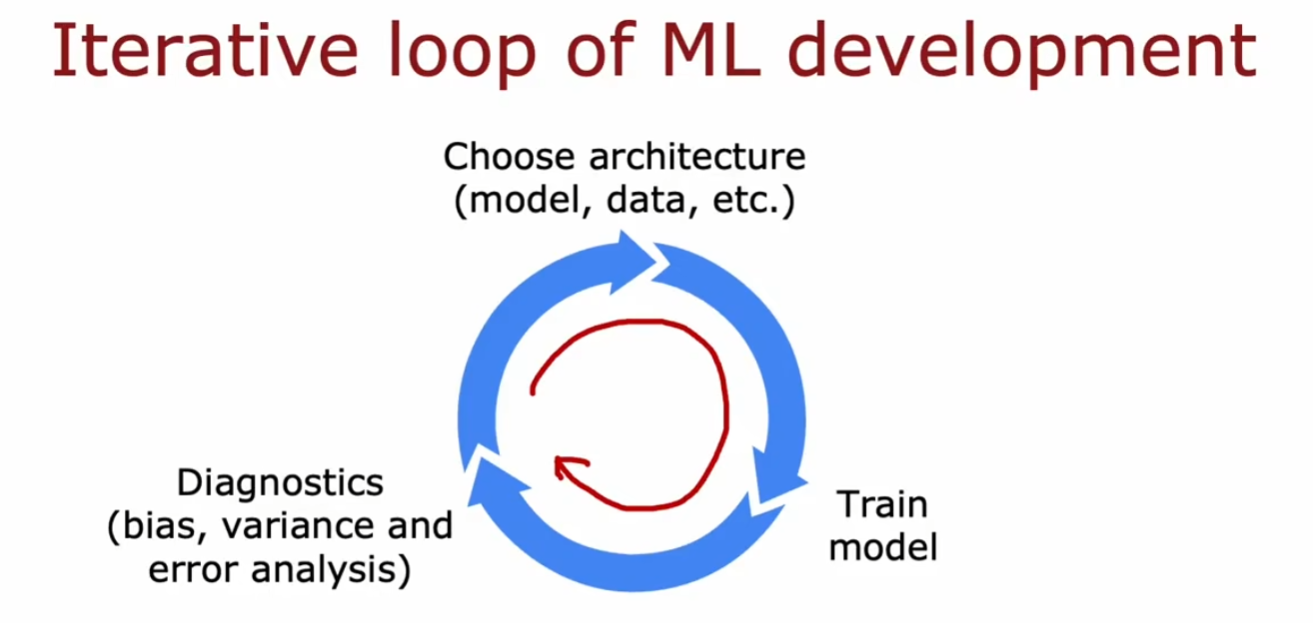 Iterative loop of ML development
Choose architecture
(model, data, etc.)
Train
model
Diagnostics
(bias, variance and
error analysis)